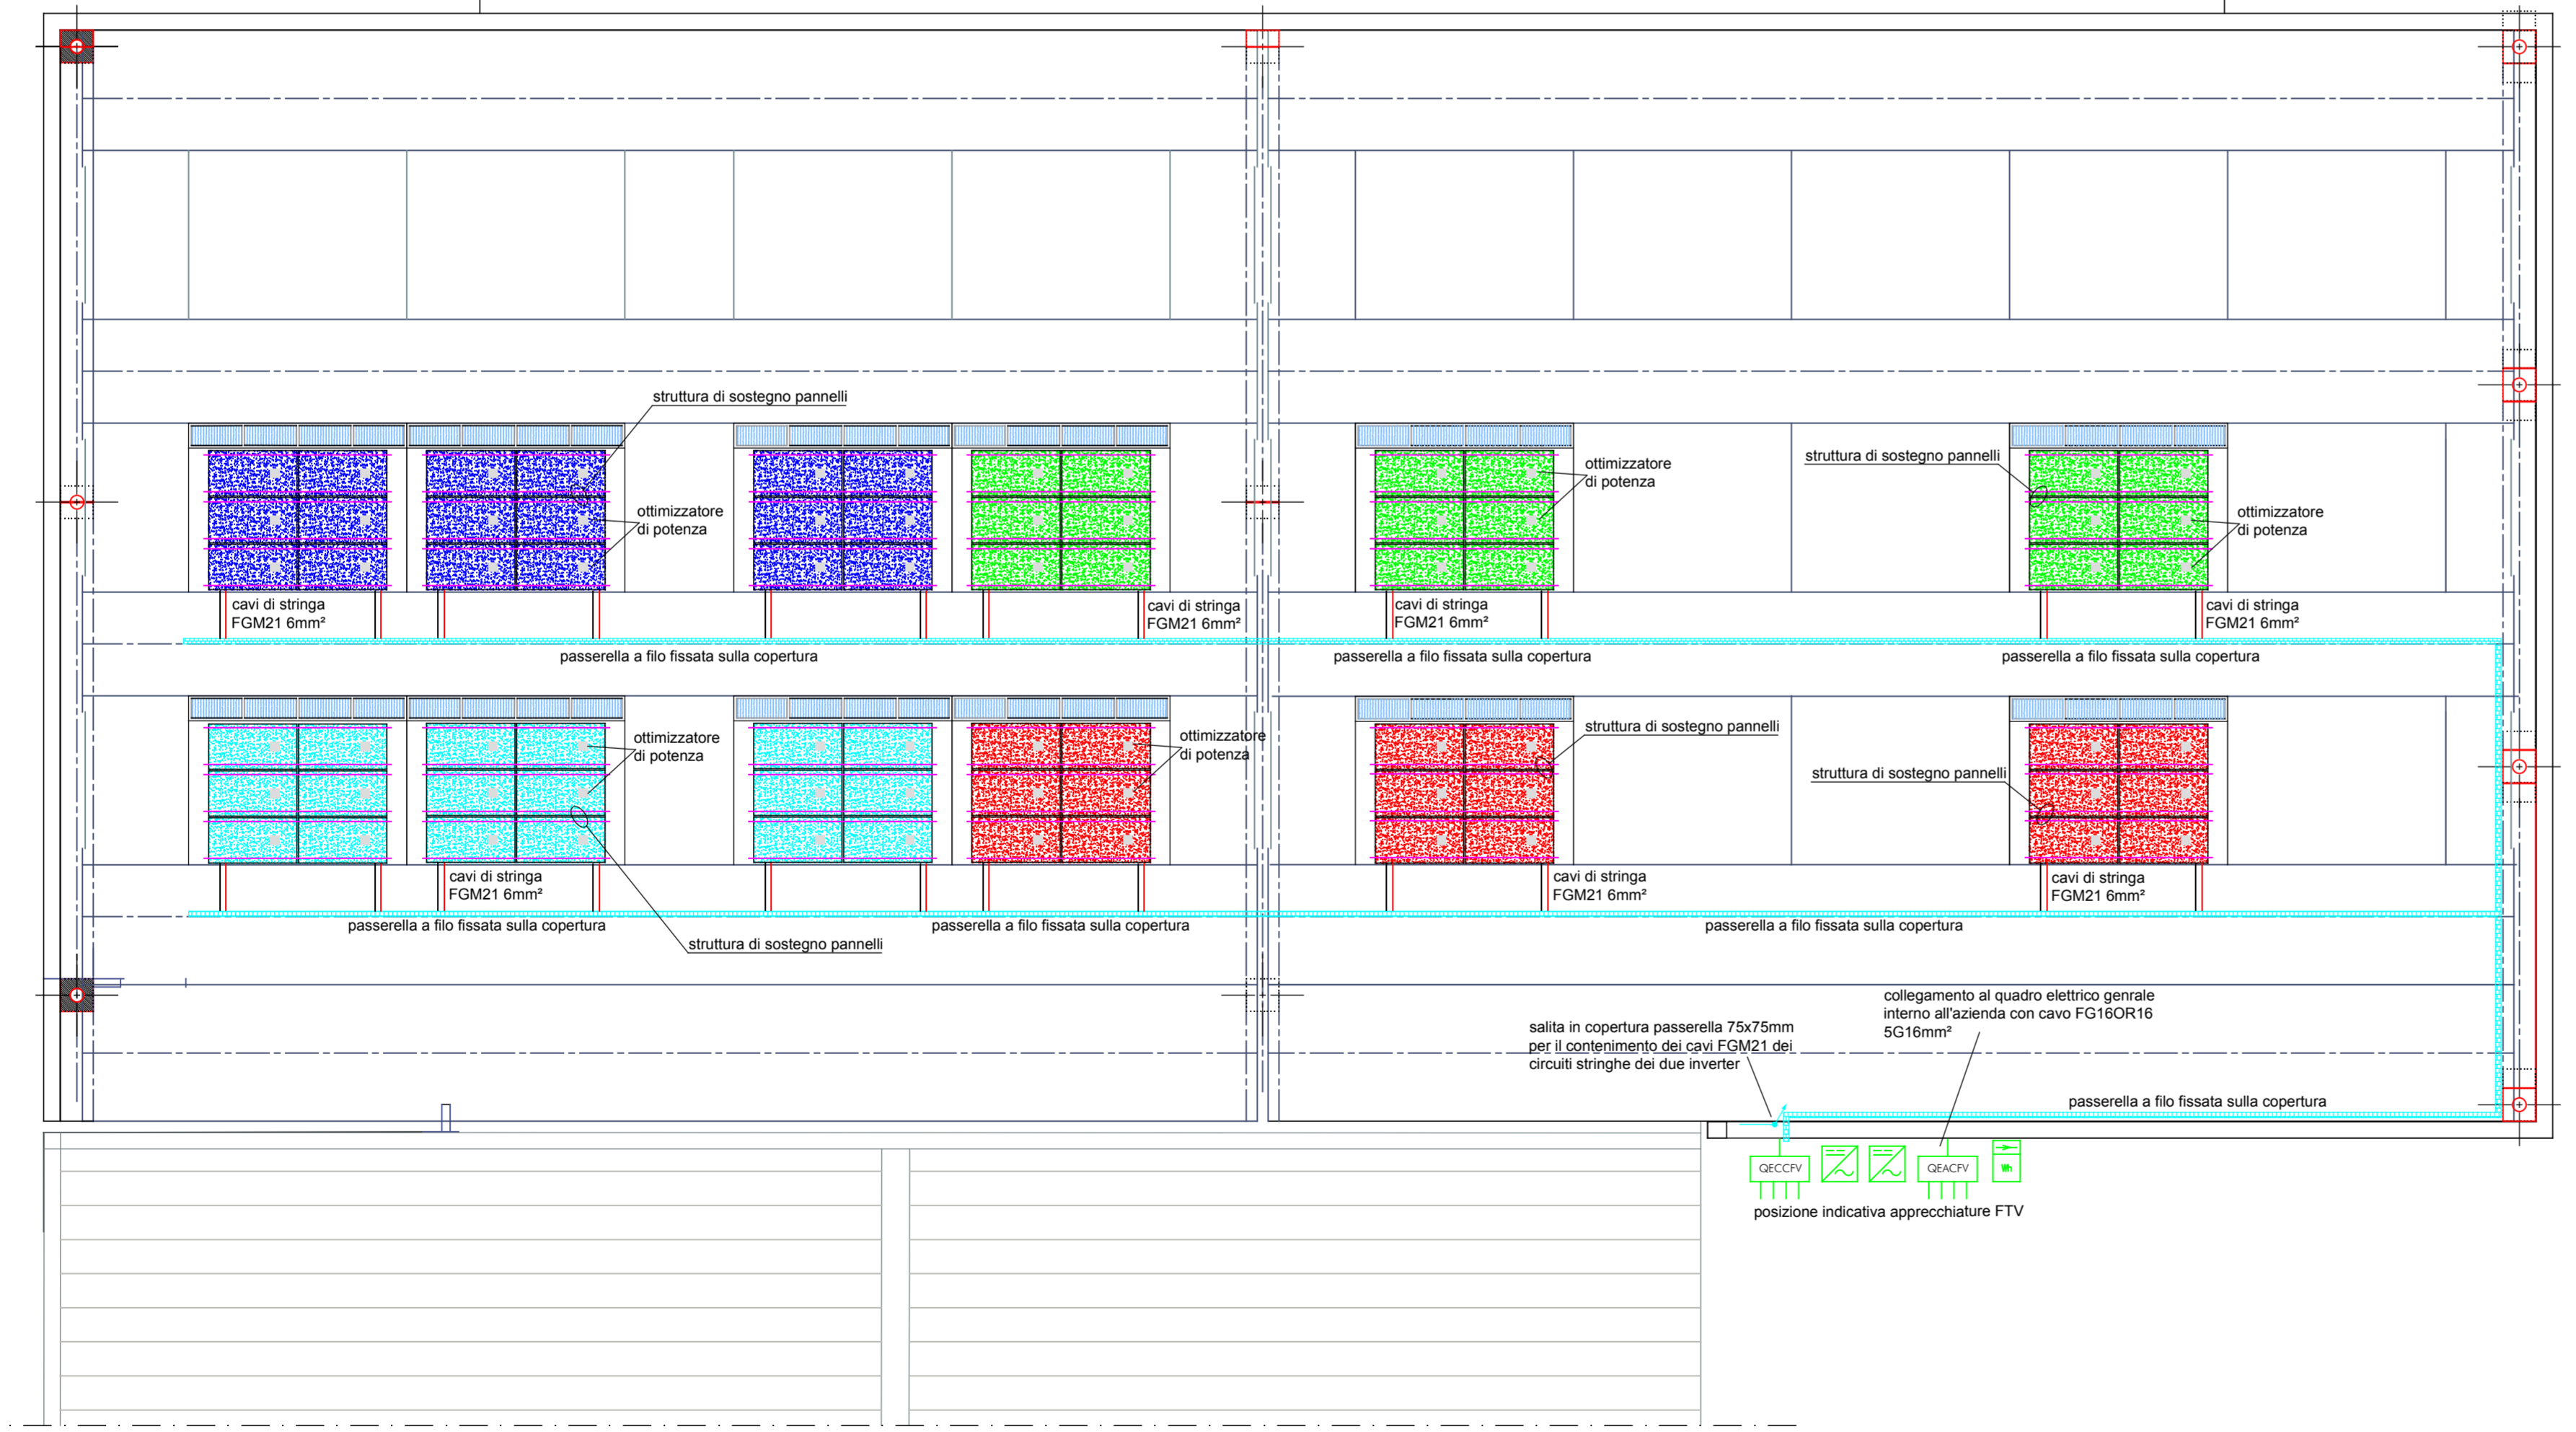 struttura di sostegno pannelli
ottimizzatore
di potenza
ottimizzatore
di potenza
struttura di sostegno pannelli
ottimizzatore
di potenza
cavi di stringa
FGM21 6mm²
cavi di stringa
FGM21 6mm²
cavi di stringa
FGM21 6mm²
cavi di stringa
FGM21 6mm²
passerella a filo fissata sulla copertura
passerella a filo fissata sulla copertura
passerella a filo fissata sulla copertura
ottimizzatore
di potenza
ottimizzatore
di potenza
struttura di sostegno pannelli
struttura di sostegno pannelli
cavi di stringa
FGM21 6mm²
cavi di stringa
FGM21 6mm²
cavi di stringa
FGM21 6mm²
passerella a filo fissata sulla copertura
passerella a filo fissata sulla copertura
passerella a filo fissata sulla copertura
struttura di sostegno pannelli
salita in copertura passerella 75x75mm
per il contenimento dei cavi FGM21 dei
circuiti stringhe dei due inverter
collegamento al quadro elettrico genrale
interno all'azienda con cavo FG16OR16
5G16mm²
passerella a filo fissata sulla copertura
QECCFV
QEACFV
Wh
posizione indicativa apprecchiature FTV